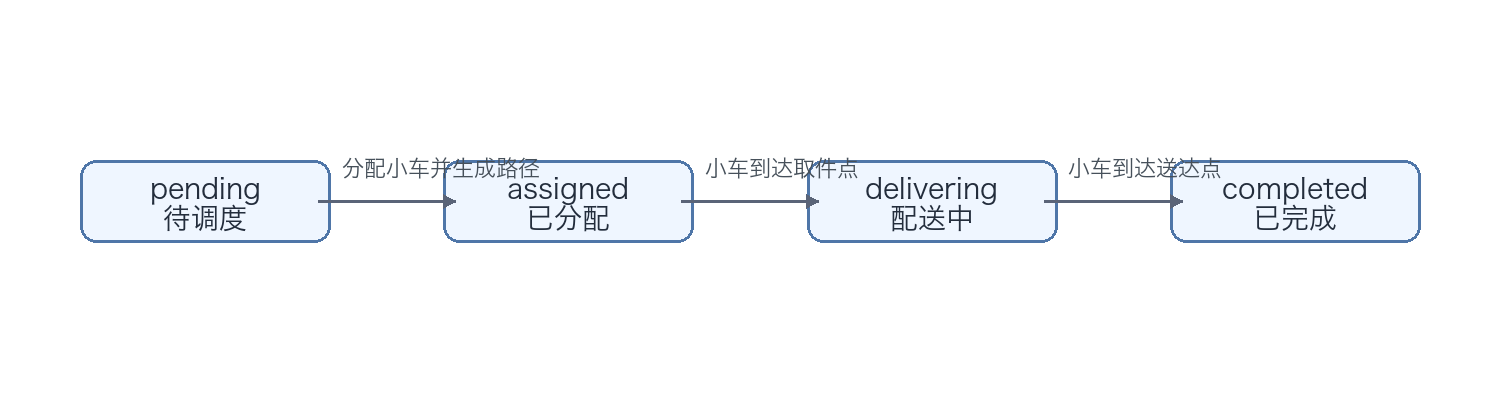 pending
待调度
分配小车并生成路径
assigned
已分配
小车到达取件点
delivering
配送中
小车到达送达点
completed
已完成